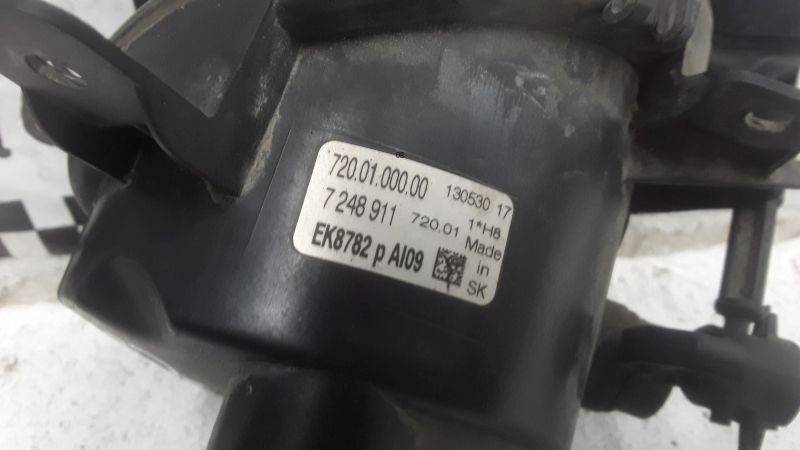 720.01.000.00 130530 17
7 248 911 720.01 1*H8
EK8782 p AI09 Made
in
SK